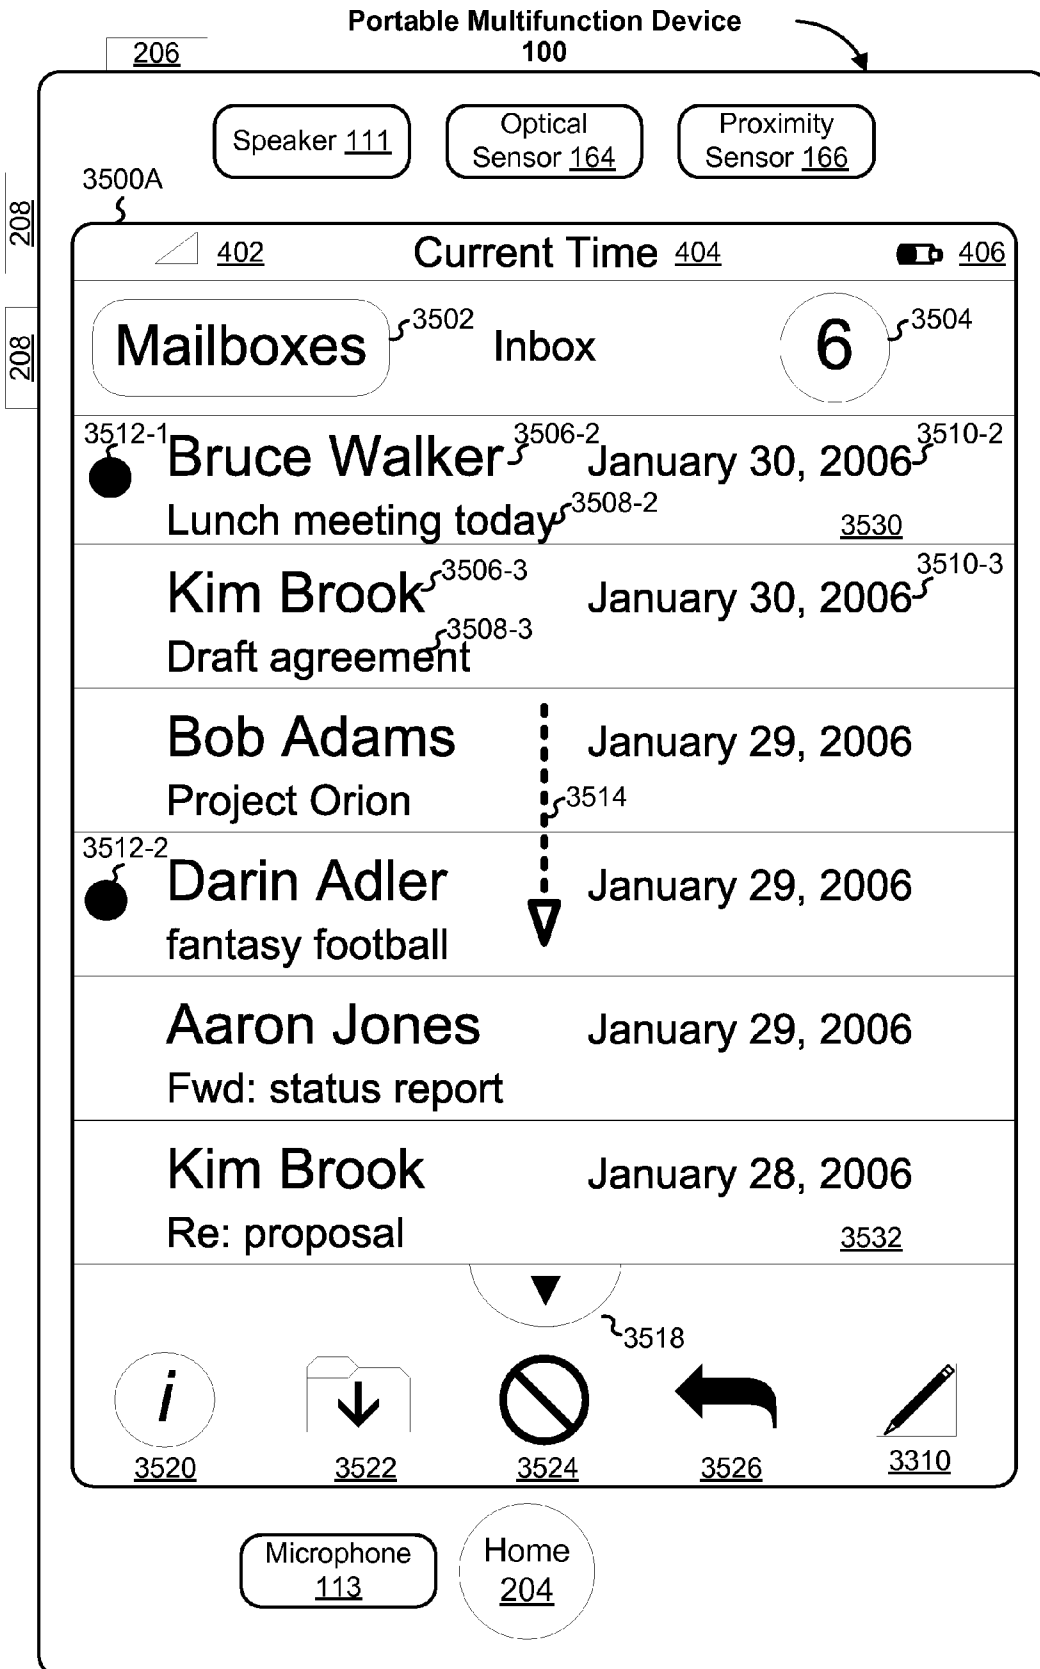 Portable Multifunction Device
100
206
Speaker 111
Optical
Sensor 164
Proximity
Sensor 166
3500A
208
208
402
Current Time 404
406
Mailboxes
3502
Inbox
6
3504
3512-1
Bruce Walker
3506-2
January 30, 2006
3510-2
Lunch meeting today
3508-2
3530
Kim Brook
3506-3
January 30, 2006
3510-3
Draft agreement
3508-3
Bob Adams
January 29, 2006
Project Orion
3514
3512-2
Darin Adler
January 29, 2006
fantasy football
Aaron Jones
January 29, 2006
Fwd: status report
Kim Brook
January 28, 2006
Re: proposal
3532
3518
i
3520
3522
3524
3526
3310
Microphone
113
Home
204